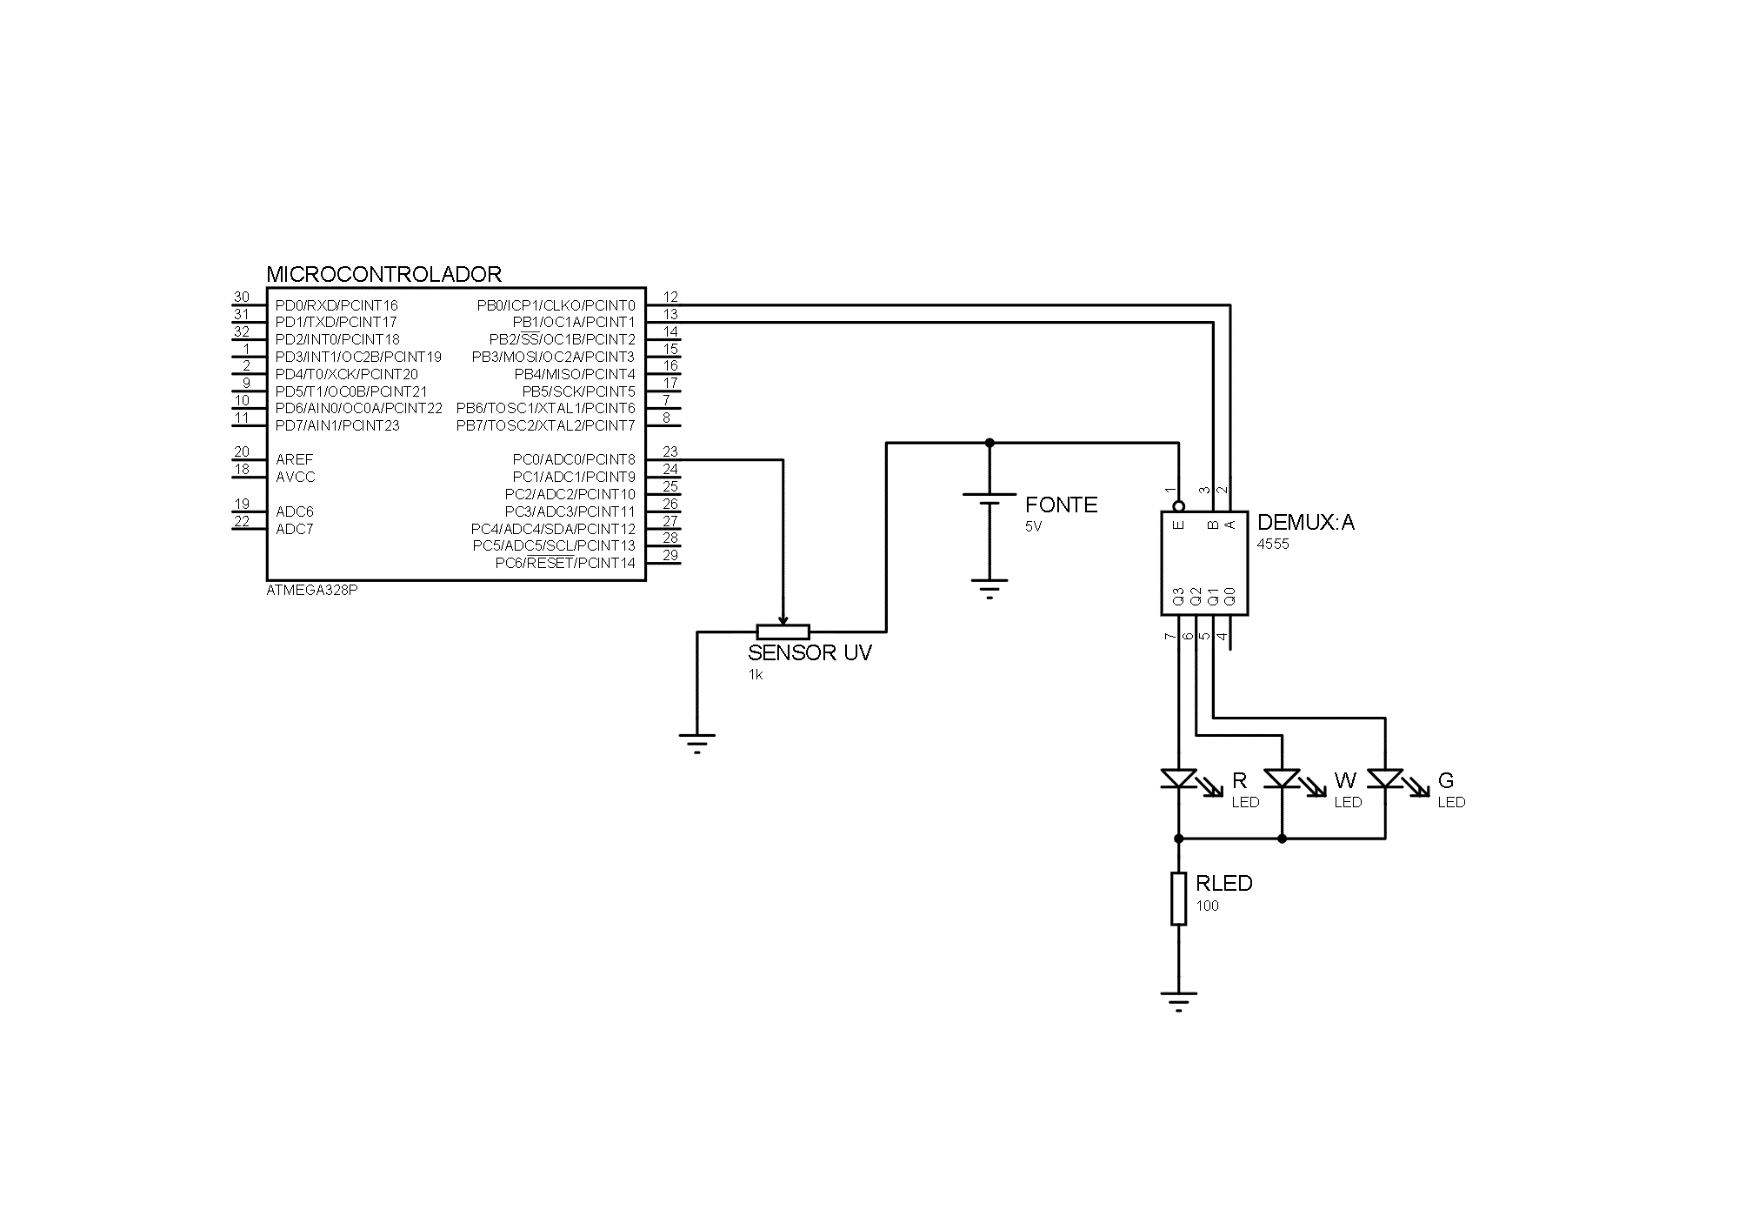 MICROCONTROLADOR
30 PD0/RXD/PCINT16 PB0/ICP1/CLKO/PCINT0 12
31 PD1/TXD/PCINT17 PB1/OC1A/PCINT1 13
32 PD2/INT0/PCINT18 PB2/SS/OC1B/PCINT2 14
1 PD3/INT1/OC2B/PCINT19 PB3/MOSI/OC2A/PCINT3 15
2 PD4/T0/XCK/PCINT20 PB4/MISO/PCINT4 16
9 PD5/T1/OC0B/PCINT21 PB5/SCK/PCINT5 17
10 PD6/AIN0/OC0A/PCINT22 PB6/TOSC1/XTAL1/PCINT6 7
11 PD7/AIN1/PCINT23 PB7/TOSC2/XTAL2/PCINT7 8
20 AREF PC0/ADC0/PCINT8 23
18 AVCC PC1/ADC1/PCINT9 24
PC2/ADC2/PCINT10 25
19 ADC6 PC3/ADC3/PCINT11 26
22 ADC7 PC4/ADC4/SDA/PCINT12 27
PC5/ADC5/SCL/PCINT13 28
PC6/RESET/PCINT14 29
ATMEGA328P
SENSOR UV
1k
FONTE
5V
1 3 2
E B A
DEMUX:A
4555
Q3 Q2 Q1 Q0
7 6 5 4
R
LED
W
LED
G
LED
RLED
100